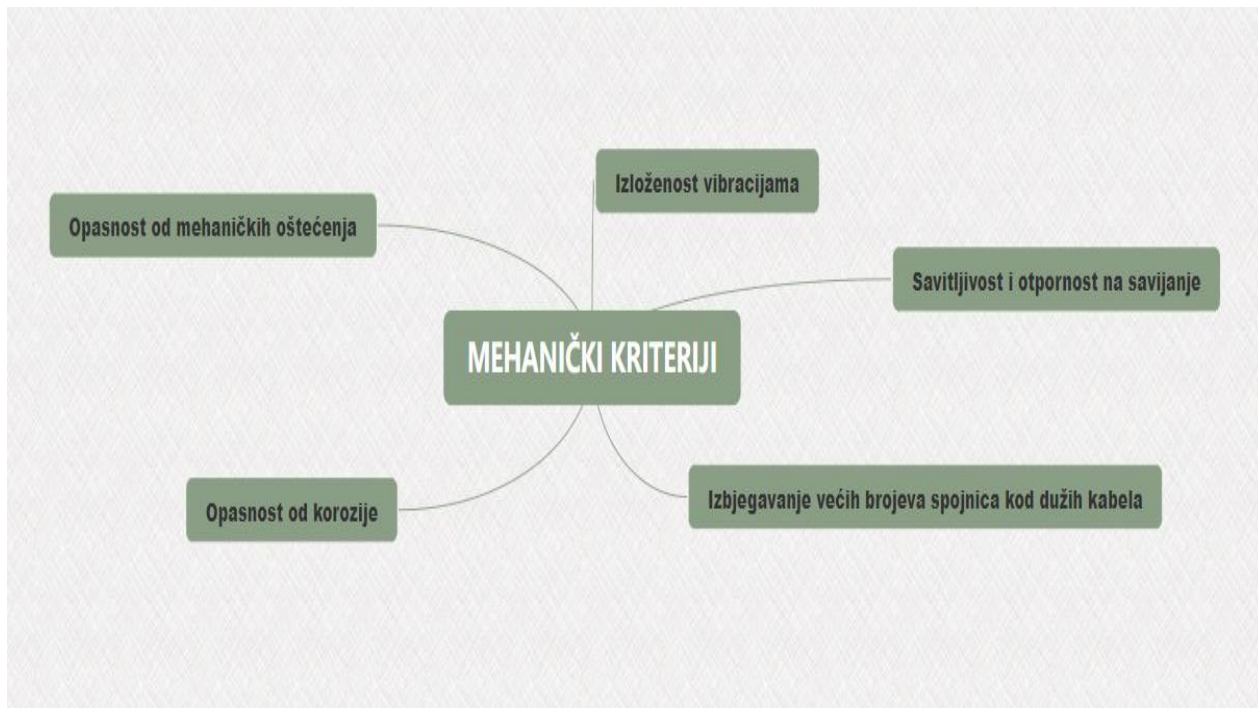 Izloženost vibracijama
Opasnost od mehaničkih oštećenja
Savitljivost i otpornost na savijanje
MEHANIČKI KRITERIJI
Opasnost od korozije
Izbjegavanje većih brojeva spojnica kod dužih kabela